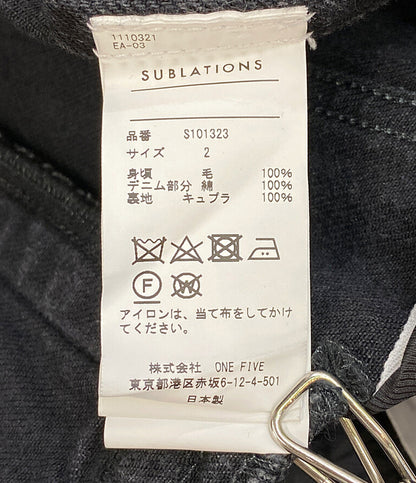 1110321
EA-03
SUBLATIONS
品番 S101323
サイズ 2
身頃 毛 100%
デニム部分 綿 100%
裏地 キュプラ 100%
F W
アイロンは、当て布をしてかけ
てください。
株式会社 ONE FIVE
東京都港区赤坂6-12-4-501
日本製